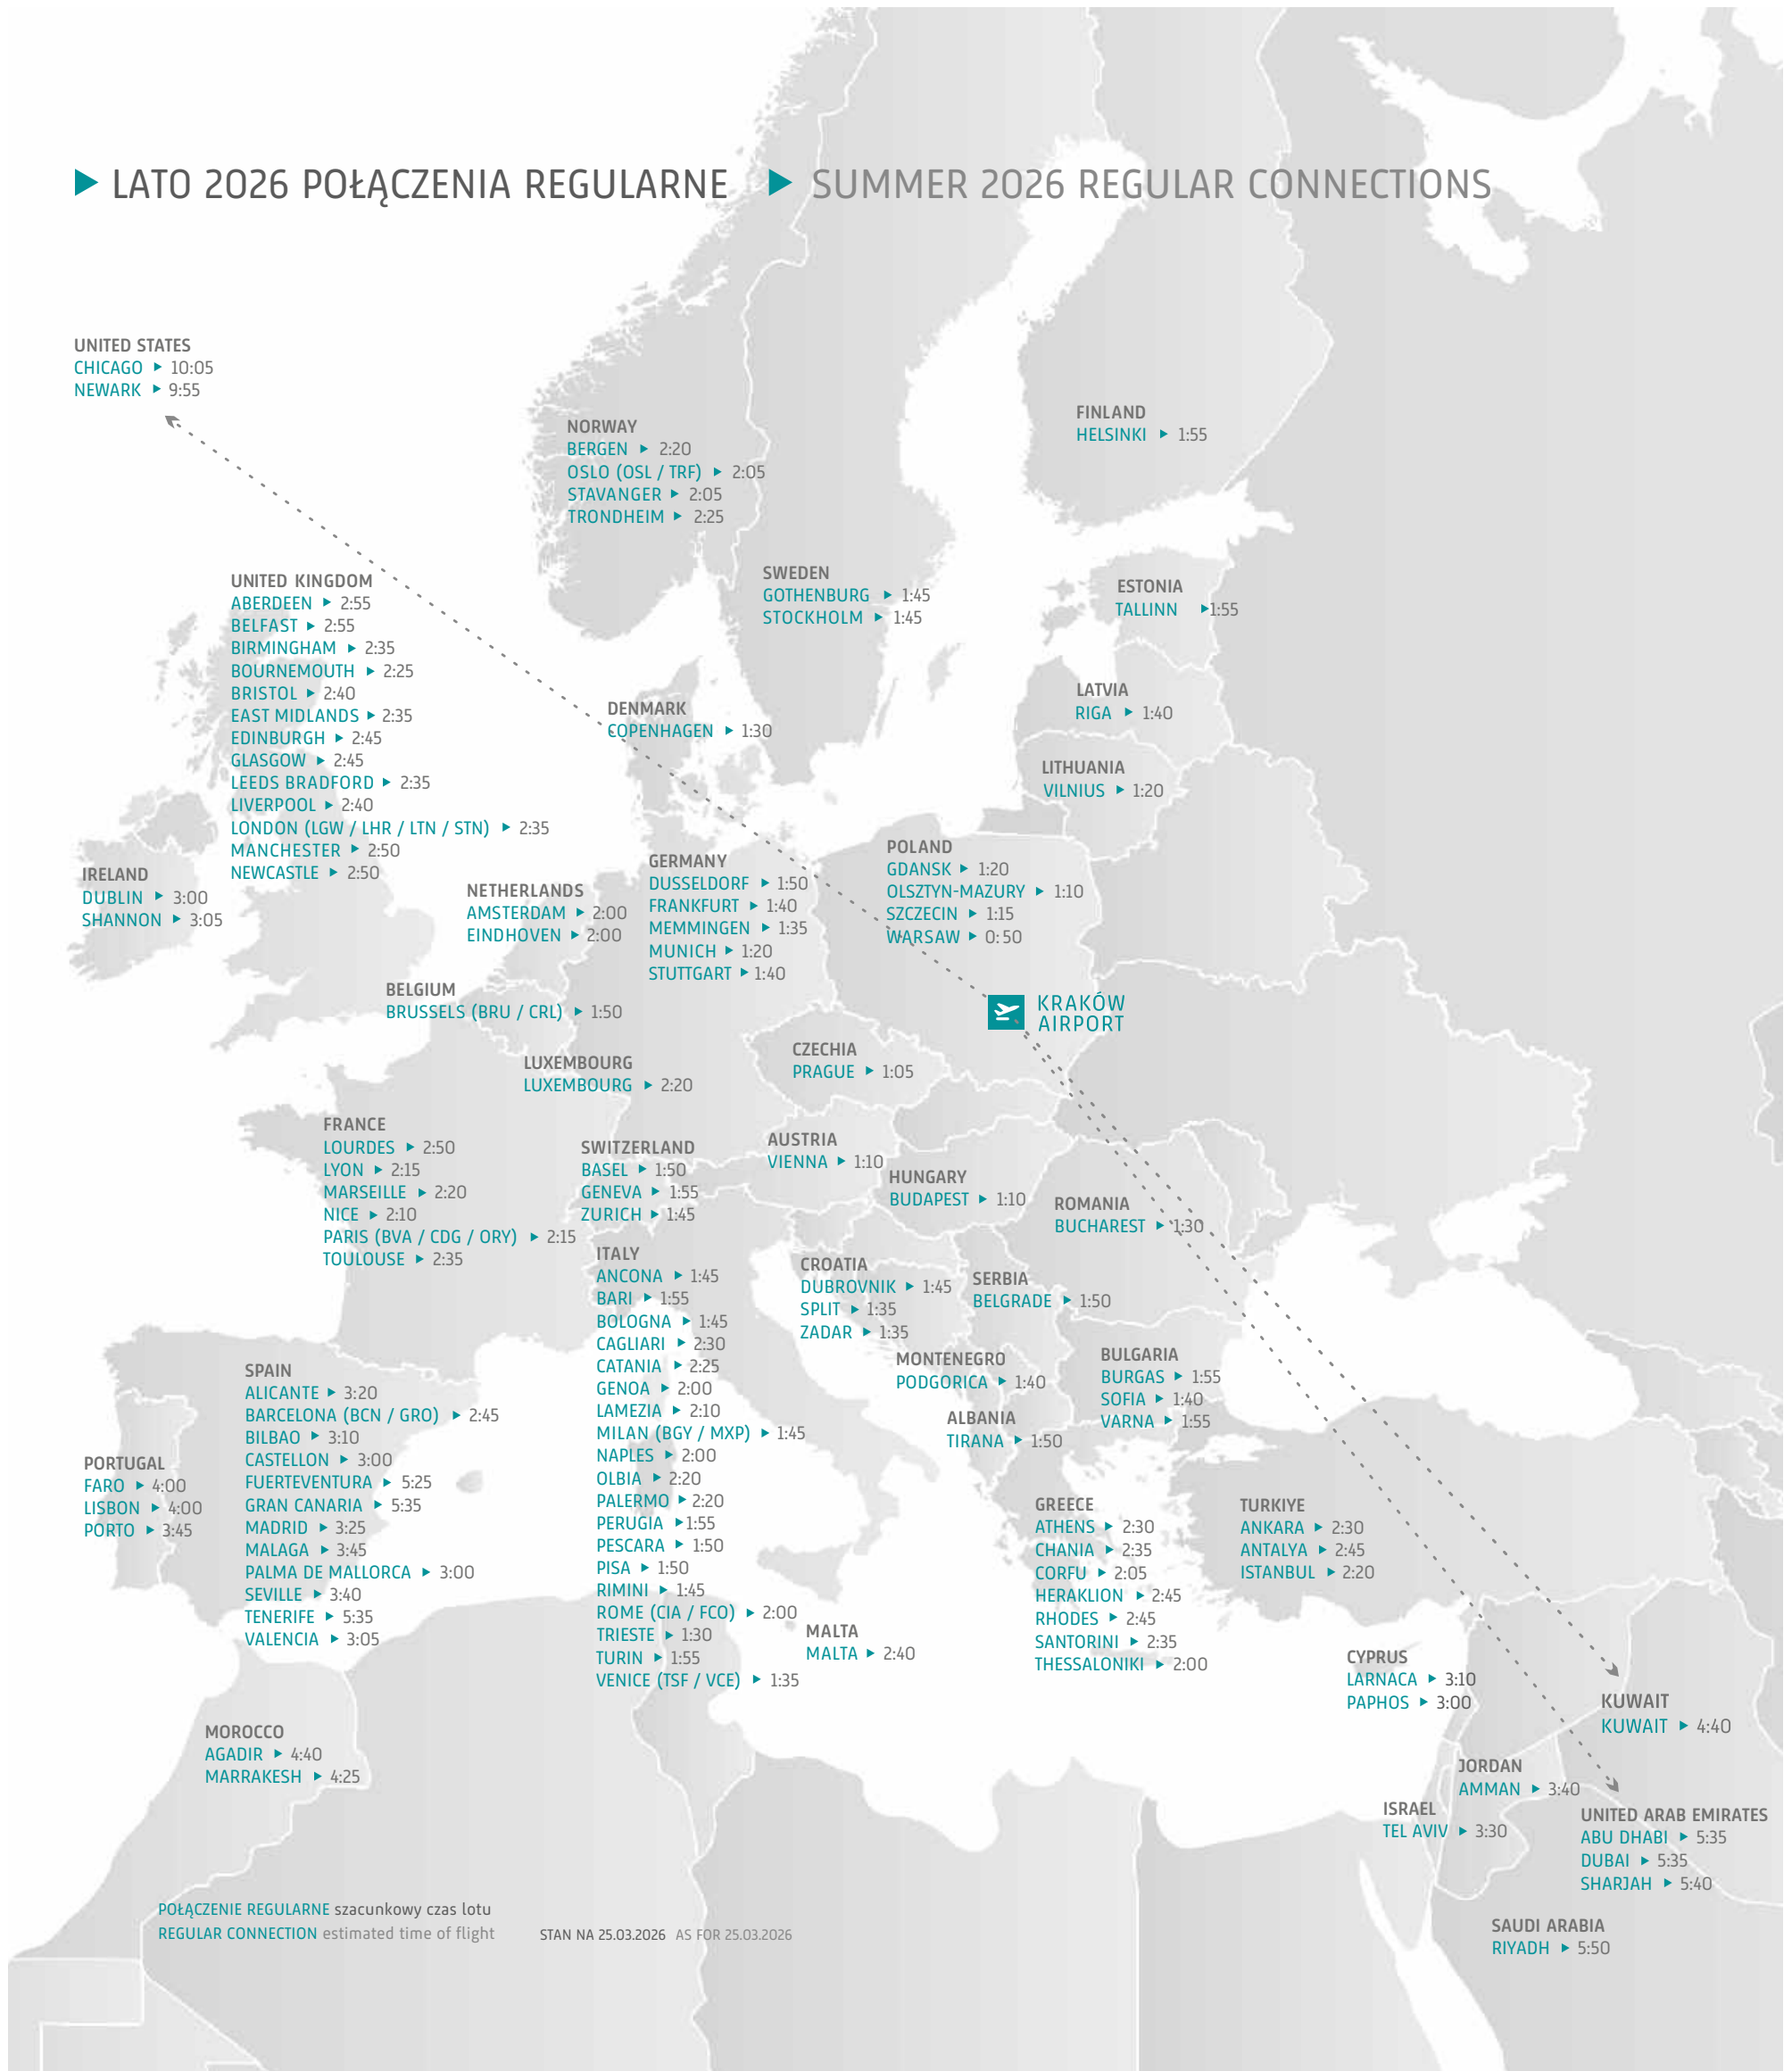 ▶ LATO 2026 POŁĄCZENIA REGULARNE ▶ SUMMER 2026 REGULAR CONNECTIONS
UNITED STATES
CHICAGO ▶ 10:05
NEWARK ▶ 9:55
NORWAY
BERGEN ▶ 2:20
OSLO (OSL / TRF) ▶ 2:05
STAVANGER ▶ 2:05
TRONDHEIM ▶ 2:25
FINLAND
HELSINKI ▶ 1:55
UNITED KINGDOM
ABERDEEN ▶ 2:55
BELFAST ▶ 2:55
BIRMINGHAM ▶ 2:35
BOURNEMOUTH ▶ 2:25
BRISTOL ▶ 2:40
EAST MIDLANDS ▶ 2:35
EDINBURGH ▶ 2:45
GLASGOW ▶ 2:45
LEEDS BRADFORD ▶ 2:35
LIVERPOOL ▶ 2:40
LONDON (LGW / LHR / LTN / STN) ▶ 2:35
MANCHESTER ▶ 2:50
NEWCASTLE ▶ 2:50
SWEDEN
GOTHENBURG ▶ 1:45
STOCKHOLM ▶ 1:45
ESTONIA
TALLINN ▶1:55
DENMARK
COPENHAGEN ▶ 1:30
LATVIA
RIGA ▶ 1:40
LITHUANIA
VILNIUS ▶ 1:20
IRELAND
DUBLIN ▶ 3:00
SHANNON ▶ 3:05
NETHERLANDS
AMSTERDAM ▶ 2:00
EINDHOVEN ▶ 2:00
GERMANY
DUSSELDORF ▶ 1:50
FRANKFURT ▶ 1:40
MEMMINGEN ▶ 1:35
MUNICH ▶ 1:20
STUTTGART ▶ 1:40
POLAND
GDANSK ▶ 1:20
OLSZTYN-MAZURY ▶ 1:10
SZCZECIN ▶ 1:15
WARSAW ▶ 0:50
BELGIUM
BRUSSELS (BRU / CRL) ▶ 1:50
KRAKÓW
AIRPORT
LUXEMBOURG
LUXEMBOURG ▶ 2:20
CZECHIA
PRAGUE ▶ 1:05
FRANCE
LOURDES ▶ 2:50
LYON ▶ 2:15
MARSEILLE ▶ 2:20
NICE ▶ 2:10
PARIS (BVA / CDG / ORY) ▶ 2:15
TOULOUSE ▶ 2:35
SWITZERLAND
BASEL ▶ 1:50
GENEVA ▶ 1:55
ZURICH ▶ 1:45
AUSTRIA
VIENNA ▶ 1:10
HUNGARY
BUDAPEST ▶ 1:10
ROMANIA
BUCHAREST ▶ 1:30
ITALY
ANCONA ▶ 1:45
BARI ▶ 1:55
BOLOGNA ▶ 1:45
CAGLIARI ▶ 2:30
CATANIA ▶ 2:25
GENOA ▶ 2:00
LAMEZIA ▶ 2:10
MILAN (BGY / MXP) ▶ 1:45
NAPLES ▶ 2:00
OLBIA ▶ 2:20
PALERMO ▶ 2:20
PERUGIA ▶1:55
PESCARA ▶ 1:50
PISA ▶ 1:50
RIMINI ▶ 1:45
ROME (CIA / FCO) ▶ 2:00
TRIESTE ▶ 1:30
TURIN ▶ 1:55
VENICE (TSF / VCE) ▶ 1:35
CROATIA
DUBROVNIK ▶ 1:45
SPLIT ▶ 1:35
ZADAR ▶ 1:35
SERBIA
BELGRADE ▶ 1:50
MONTENEGRO
PODGORICA ▶ 1:40
BULGARIA
BURGAS ▶ 1:55
SOFIA ▶ 1:40
VARNA ▶ 1:55
ALBANIA
TIRANA ▶ 1:50
SPAIN
ALICANTE ▶ 3:20
BARCELONA (BCN / GRO) ▶ 2:45
BILBAO ▶ 3:10
CASTELLON ▶ 3:00
FUERTEVENTURA ▶ 5:25
GRAN CANARIA ▶ 5:35
MADRID ▶ 3:25
MALAGA ▶ 3:45
PALMA DE MALLORCA ▶ 3:00
SEVILLE ▶ 3:40
TENERIFE ▶ 5:35
VALENCIA ▶ 3:05
PORTUGAL
FARO ▶ 4:00
LISBON ▶ 4:00
PORTO ▶ 3:45
GREECE
ATHENS ▶ 2:30
CHANIA ▶ 2:35
CORFU ▶ 2:05
HERAKLION ▶ 2:45
RHODES ▶ 2:45
SANTORINI ▶ 2:35
THESSALONIKI ▶ 2:00
TURKIYE
ANKARA ▶ 2:30
ANTALYA ▶ 2:45
ISTANBUL ▶ 2:20
MALTA
MALTA ▶ 2:40
CYPRUS
LARNACA ▶ 3:10
PAPHOS ▶ 3:00
KUWAIT
KUWAIT ▶ 4:40
MOROCCO
AGADIR ▶ 4:40
MARRAKESH ▶ 4:25
JORDAN
AMMAN ▶ 3:40
ISRAEL
TEL AVIV ▶ 3:30
UNITED ARAB EMIRATES
ABU DHABI ▶ 5:35
DUBAI ▶ 5:35
SHARJAH ▶ 5:40
SAUDI ARABIA
RIYADH ▶ 5:50
POŁĄCZENIE REGULARNE szacunkowy czas lotu
REGULAR CONNECTION estimated time of flight
STAN NA 25.03.2026 AS FOR 25.03.2026